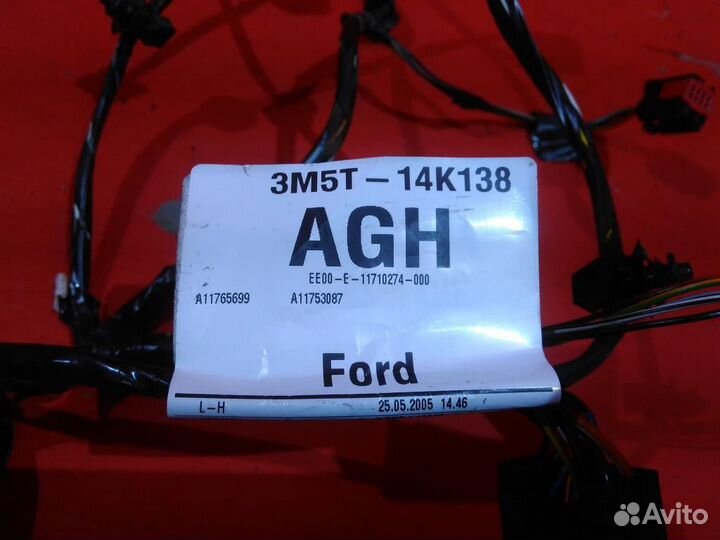 3M5T-14K138
AGH
EE00-E-11710274-000
A11765699 A11753087
Ford
L-H 25.05.2005 14.46
Avito